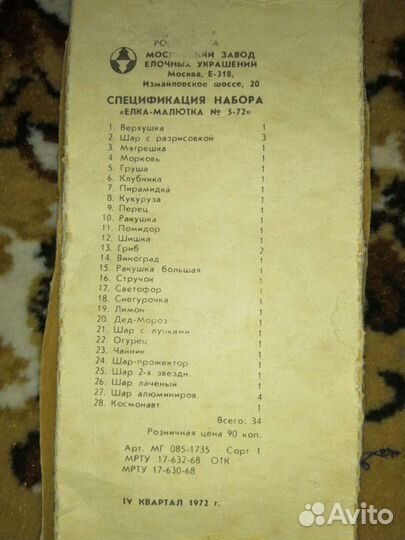 МОСКОВСКИЙ ЗАВОД
ЕЛОЧНЫХ УКРАШЕНИЙ
Москва, Е-318,
Измайловское шоссе, 20
СПЕЦИФИКАЦИЯ НАБОРА
«ЕЛКА-МАЛЮТКА № 5-72»
1. Верхушка 1
2. Шар с разрисовкой 3
3. Матрешка 1
4. Морковь 1
5. Груша 1
6. Клубника 1
7. Пирамидка 1
8. Кукуруза 1
9. Перец 1
10. Ракушка 1
11. Помидор 1
12. Шишка 1
13. Гриб 2
14. Виноград 1
15. Ракушка большая 1
16. Стручок 1
17. Светофор 1
18. Снегурочка 1
19. Лимон 1
20. Дед-Мороз 1
21. Шар с лунками 1
22. Огурец 1
23. Чайник 1
24. Шар-прожектор 1
25. Шар 2-х звездн. 1
26. Шар лаченый 1
27. Шар алюминиров. 4
28. Космонавт 1
Всего: 34
Розничная цена 90 коп.
Арт. МГ 085-1735 Сорт 1
МРТУ 17-632-68 ОТК
МРТУ 17-630-68
IV КВАРТАЛ 1972 г.
Avito